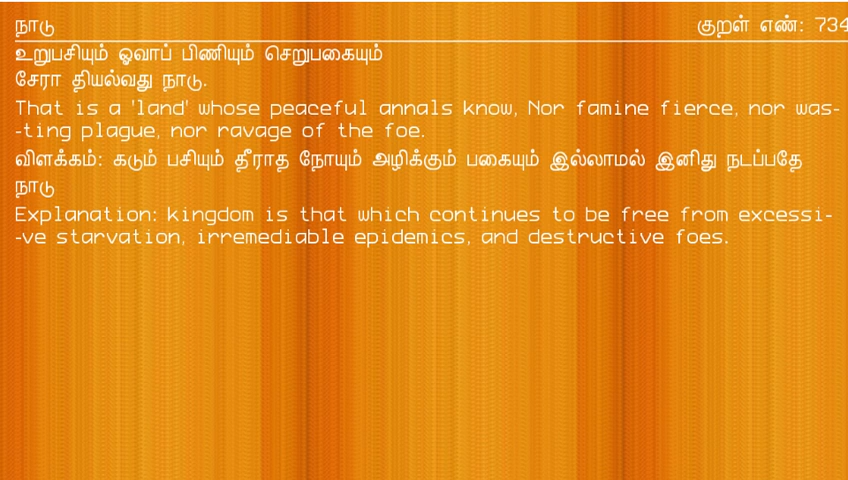 நாடு குறள் எண்: 734
உறுபசியும் ஓவாப் பிணியும் செறுபகையும்
சேரா தியல்வது நாடு.
That is a 'land' whose peaceful annals know, Nor famine fierce, nor was-
-ting plague, nor ravage of the foe.
விளக்கம்: கடும் பசியும் தீராத நோயும் அழிக்கும் பகையும் இல்லாமல் இனிது நடப்பதே
நாடு
Explanation: kingdom is that which continues to be free from excessi-
-ve starvation, irremediable epidemics, and destructive foes.